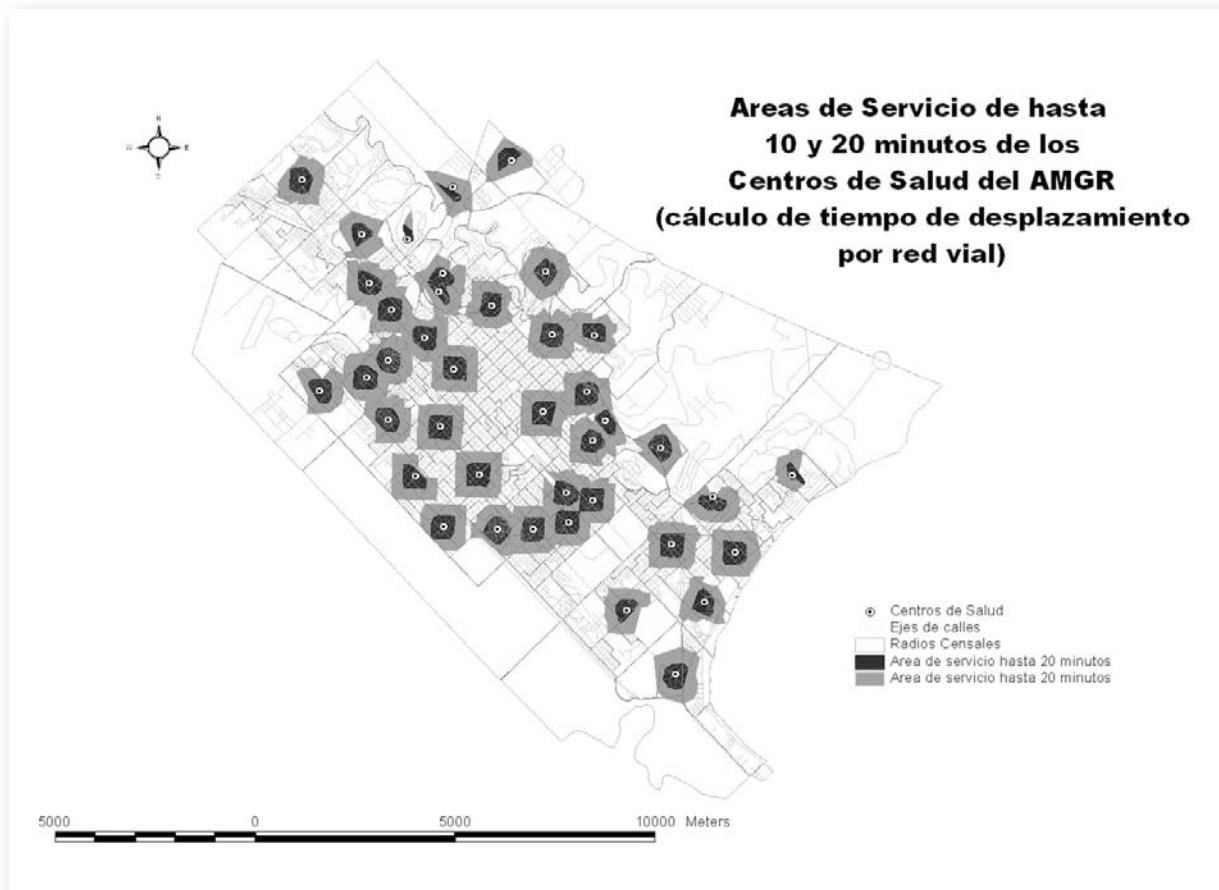 Areas de Servicio de hasta
10 y 20 minutos de los
Centros de Salud del AMGR
(cálculo de tiempo de desplazamiento
por red vial)
N
W E
S
Centros de Salud
Ejes de calles
Radios Censales
Area de servicio hasta 20 minutos
Area de servicio hasta 20 minutos
5000 0 5000 10000 Meters